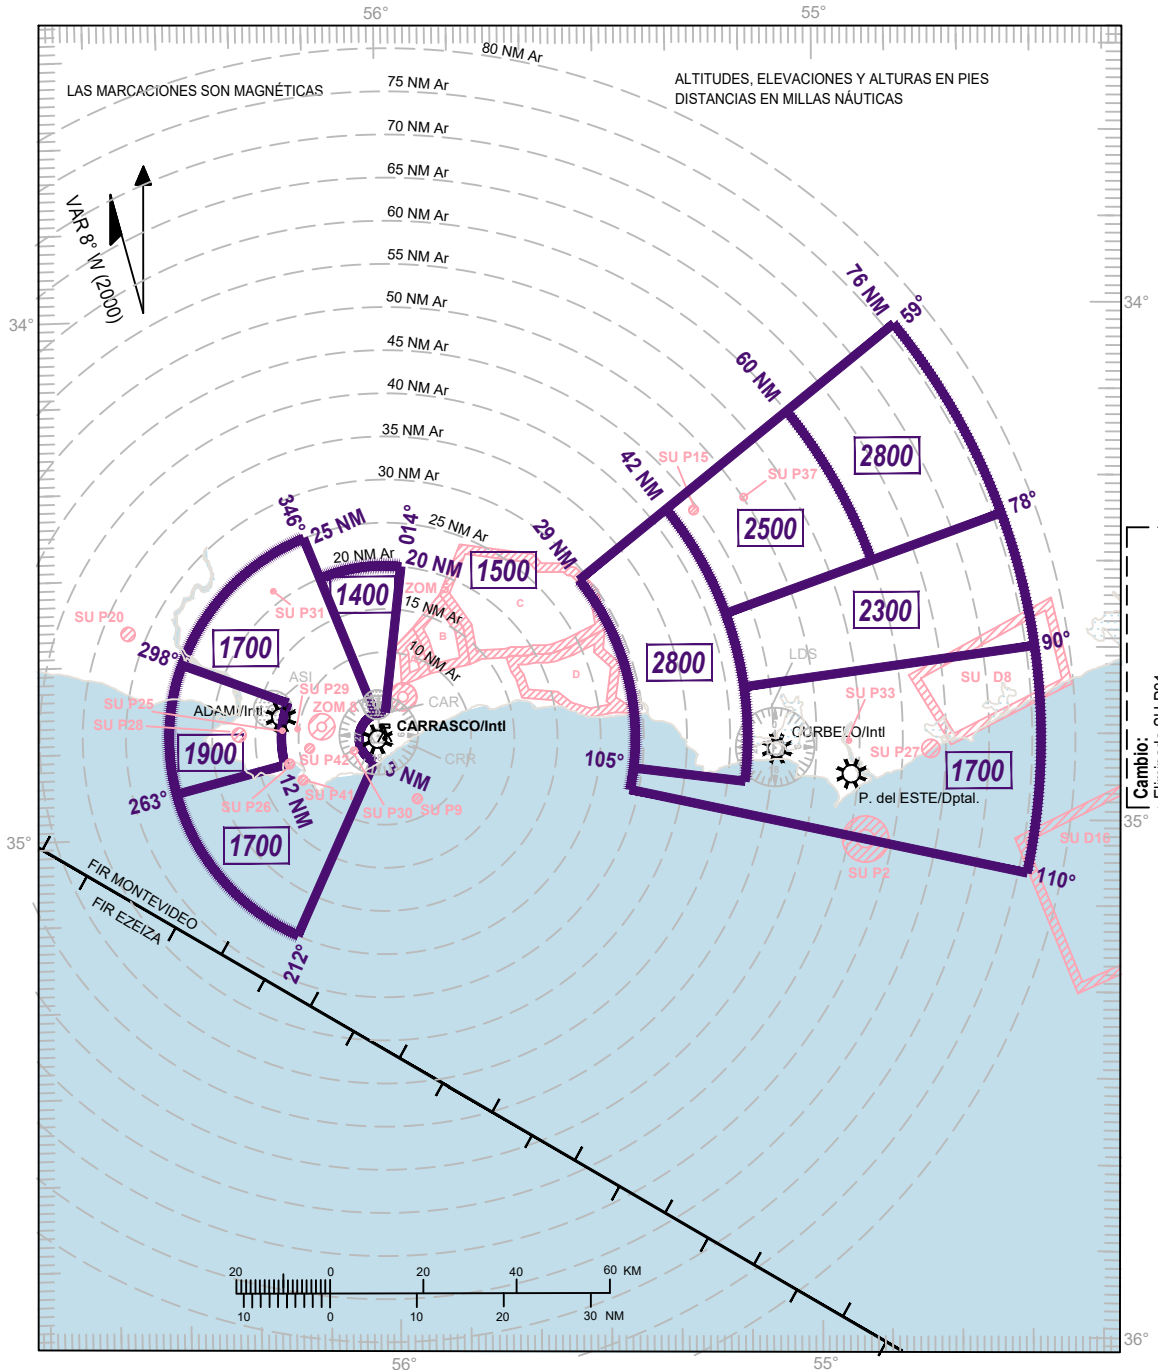 56°
55°
80 NM Ar
LAS MARCACIONES SON MAGNÉTICAS
75 NM Ar
ALTITUDES, ELEVACIONES Y ALTURAS EN PIES
DISTANCIAS EN MILLAS NÁUTICAS
70 NM Ar
65 NM Ar
60 NM Ar
55 NM Ar
50 NM Ar
45 NM Ar
40 NM Ar
35 NM Ar
30 NM Ar
25 NM Ar
20 NM Ar
15 NM Ar
10 NM Ar
VAR 8° W (2000)
34°
34°
76 NM
59°
60 NM
42 NM
29 NM
2800
SU P15
SU P37
2500
78°
2300
2800
90°
346°
25 NM
014°
20 NM
1400
1500
ZOM
C
B
D
SU P31
SU P20
1700
298°
ASI
SU P29
ZOM
SU P25
ADAMI/Intl
SU P28
CAR
CARRASCO/Intl
CRR
1900
SU P42
3 NM
263°
SU P26
12 NM
SU P41
SU P30
SU P9
1700
212°
LDS
SU P33
SU D8
CURBELO/Intl
SU P27
105°
1700
P. del ESTE/Dptal.
SU P2
SU D16
110°
Cambio:
35°
35°
FIR MONTEVIDEO
FIR EZEIZA
20
0
20
40
60 KM
10
0
10
20
30 NM
36°
56°
55°